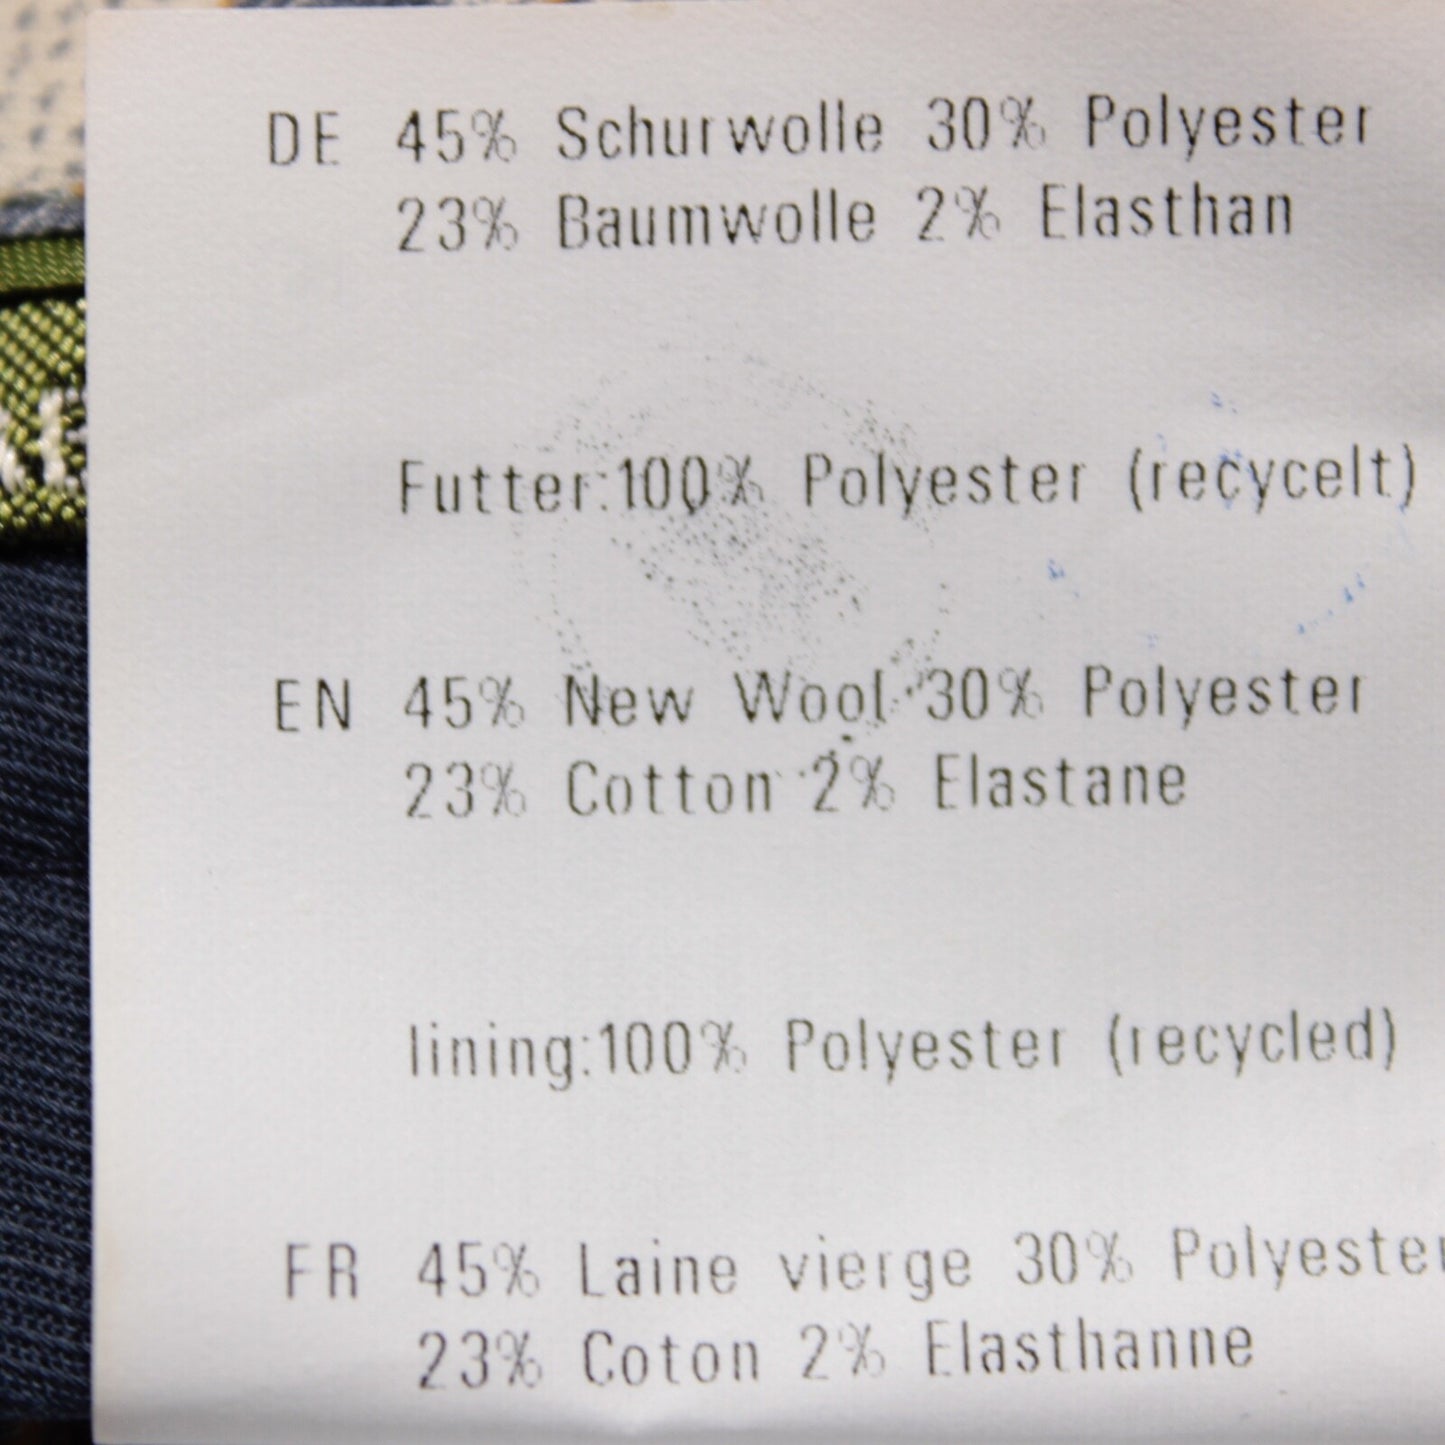 DE 45% Schurwolle 30% Polyester
23% Baumwolle 2% Elasthan
Futter:100% Polyester (recycelt)
EN 45% New Wool 30% Polyester
23% Cotton 2% Elastane
lining:100% Polyester (recycled)
FR 45% Laine vierge 30% Polyester
23% Coton 2% Elasthanne